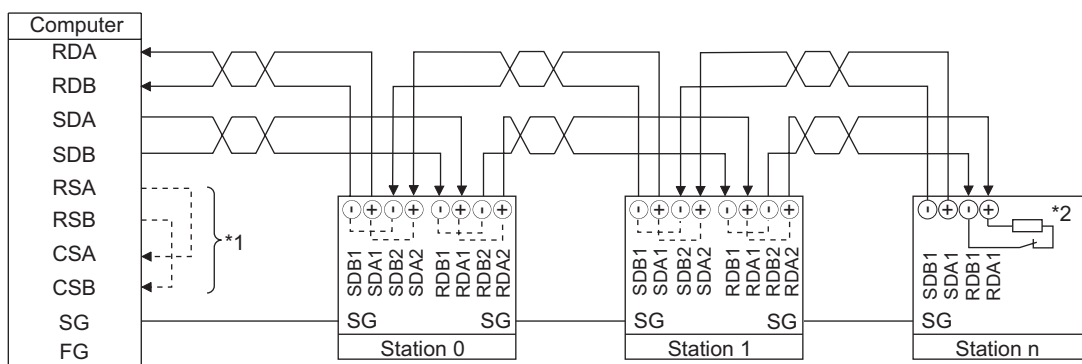 Computer
RDA
RDB
SDA
SDB
RSA
RSB
CSA
CSB
SG
FG
*1
- + - + - + - +
SDB1 SDA1 SDB2 SDA2 RDB1 RDA1 RDB2 RDA2
SG SG
Station 0
- + - + - + - +
SDB1 SDA1 SDB2 SDA2 RDB1 RDA1 RDB2 RDA2
SG SG
Station 1
- + - +
*2
SDB1 SDA1 RDB1 RDA1
SG
Station n